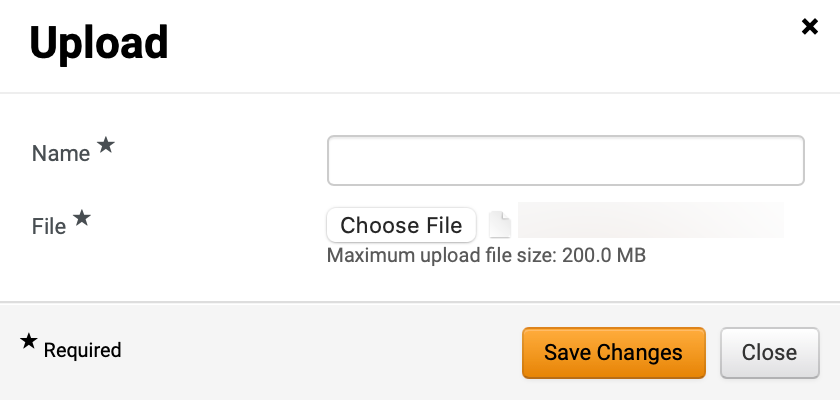 Upload
Name ★
File ★
Choose File
Maximum upload file size: 200.0 MB
★ Required
Save Changes
Close